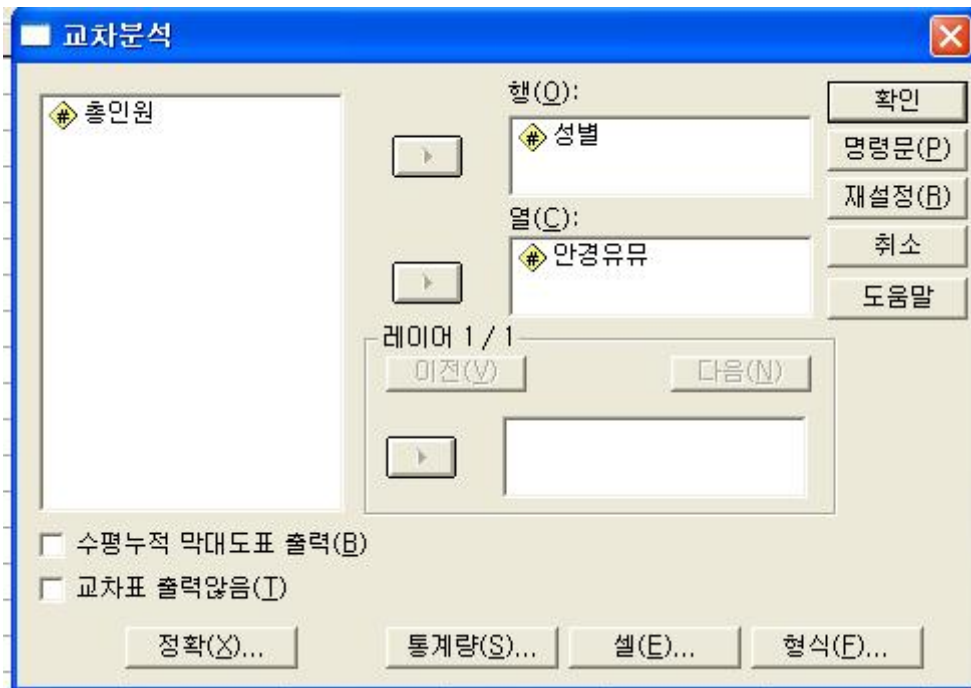 교차분석
총인원
행(O):
성별
열(C):
안경유뮤
레이어 1 / 1
이전(V)
다음(N)
수평누적 막대도표 출력(B)
교차표 출력않음(T)
확인
명령문(P)
재설정(R)
취소
도움말
정확(X)...
통계량(S)...
셀(E)...
형식(F)...